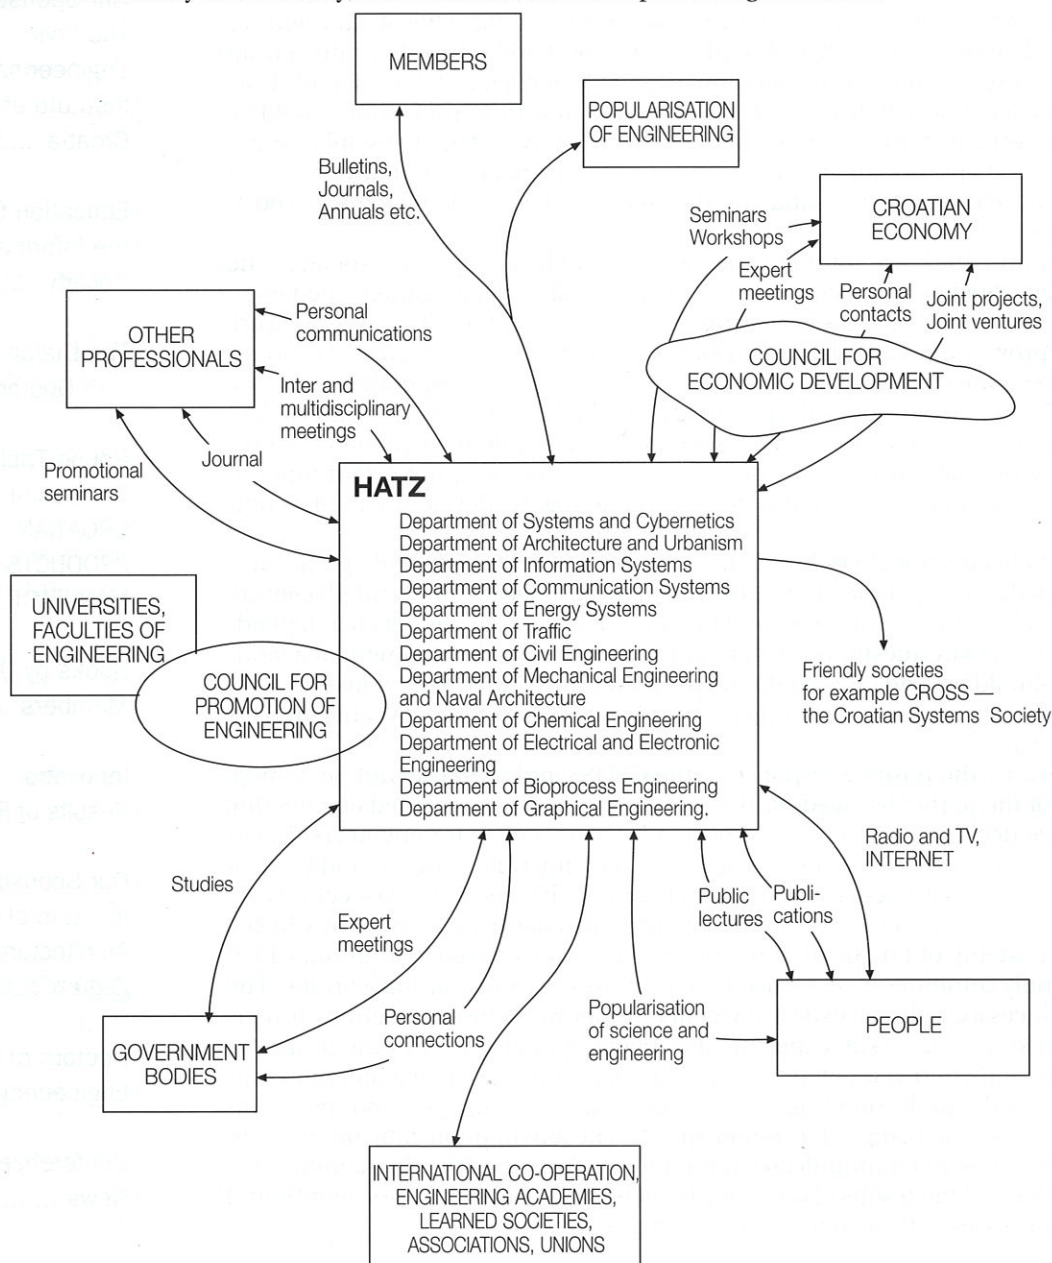 MEMBERS
POPULARISATION
OF ENGINEERING
Bulletins,
Journals,
Annuals etc.
CROATIAN
ECONOMY
Seminars
Workshops
Expert
meetings
Personal
contacts
Joint projects,
Joint ventures
OTHER
PROFESSIONALS
Personal
communications
Inter and
multidisciplinary
meetings
COUNCIL FOR
ECONOMIC DEVELOPMENT
Journal
Promotional
seminars
HATZ
Department of Systems and Cybernetics
Department of Architecture and Urbanism
Department of Information Systems
Department of Communication Systems
Department of Energy Systems
Department of Traffic
Department of Civil Engineering
Department of Mechanical Engineering
and Naval Architecture
Department of Chemical Engineering
Department of Electrical and Electronic
Engineering
Department of Bioprocess Engineering
Department of Graphical Engineering.
UNIVERSITIES,
FACULTIES OF
ENGINEERING
COUNCIL FOR
PROMOTION OF
ENGINEERING
Friendly societies
for example CROSS —
the Croatian Systems Society
Radio and TV,
INTERNET
Studies
Expert
meetings
Public
lectures
Publi-
cations
Personal
connections
Popularisation
of science and
engineering
PEOPLE
GOVERNMENT
BODIES
INTERNATIONAL CO-OPERATION,
ENGINEERING ACADEMIES,
LEARNED SOCIETIES,
ASSOCIATIONS, UNIONS